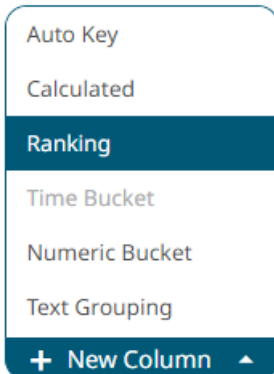 Auto Key
Calculated
Ranking
Time Bucket
Numeric Bucket
Text Grouping
+ New Column